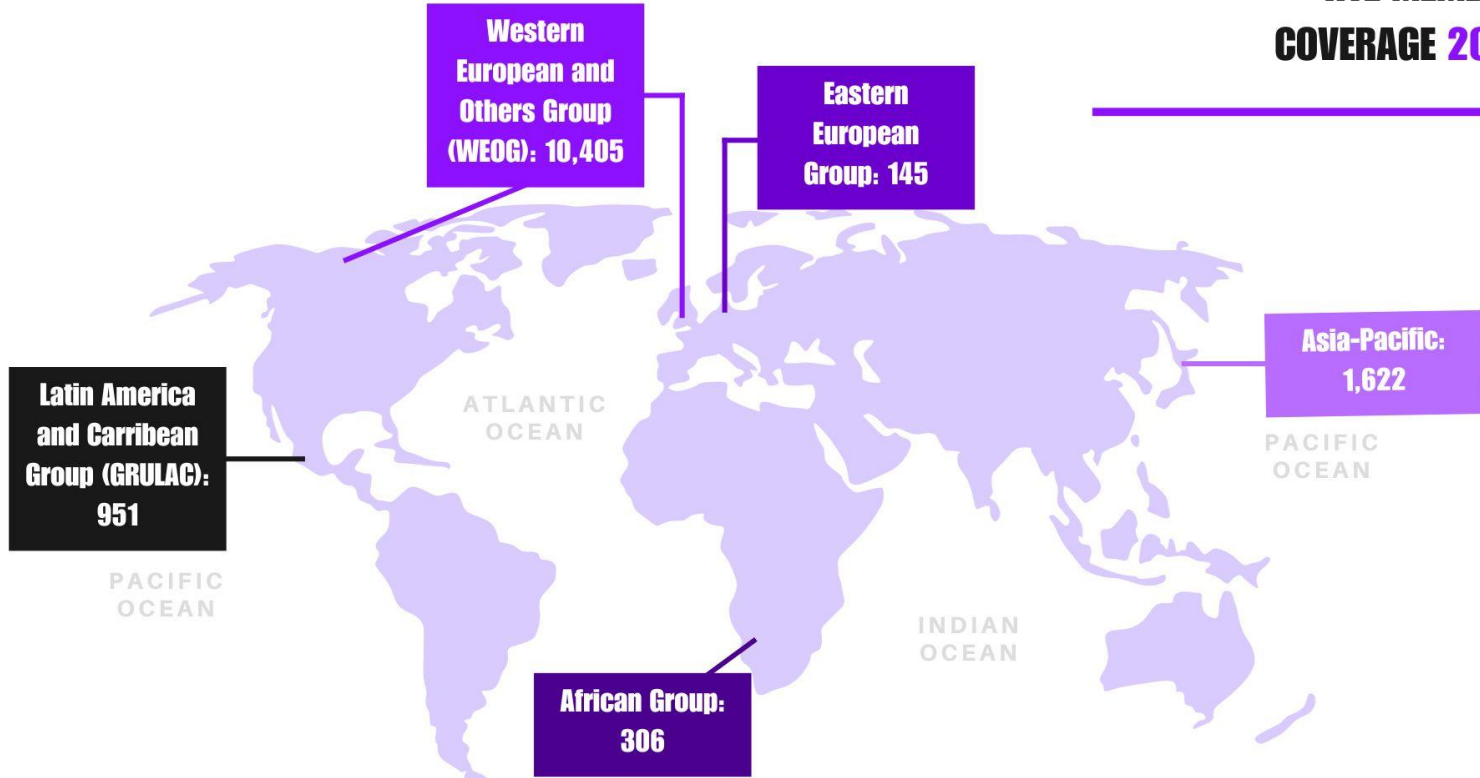 COVERAGE 20
Western
European and
Others Group
(WEOG): 10,405
Eastern
European
Group: 145
Asia-Pacific:
1,622
Latin America
and Carribean
Group (GRULAC):
951
African Group:
306
ATLANTIC
OCEAN
PACIFIC
OCEAN
PACIFIC
OCEAN
INDIAN
OCEAN